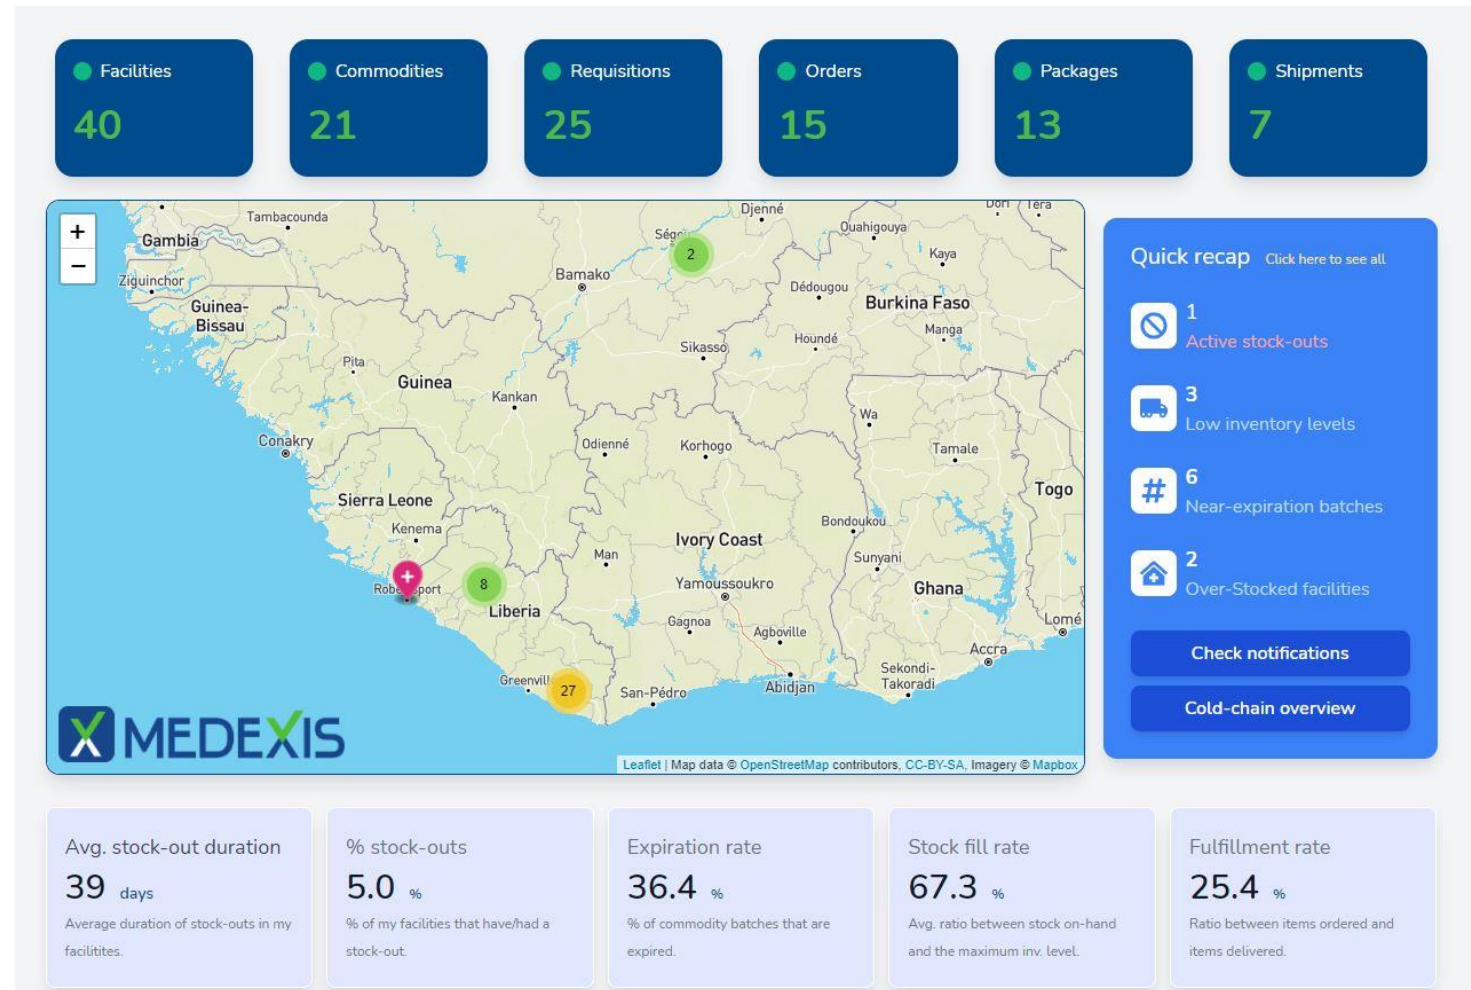 Facilities
40
Commodities
21
Requisitions
25
Orders
15
Packages
13
Shipments
7
+
−
Tambacounda
Gambia
Ziguinchor
Guinea-
Bissau
Djenné
Téra
Ouahigouya
2
Kaya
Bamako
Dédougou
Burkina Faso
Manga
Houndé
Sikasso
Pita
Guinea
Kankan
Wa
Conakry
Odienné
Korhogo
Tamale
Sierra Leone
Togo
Kenema
Bondoukou
Ivory Coast
Man
Sunyani
8
Yamoussoukro
Ghana
Liberia
Gagnoa
Agboville
Lomé
Accra
Sekondi-
Takoradi
27
San-Pédro
Abidjan
MEDEXIS
Leaflet | Map data © OpenStreetMap contributors, CC-BY-SA, Imagery © Mapbox
Quick recap Click here to see all
1
Active stock-outs
3
Low inventory levels
6
Near-expiration batches
2
Over-Stocked facilities
Check notifications
Cold-chain overview
Avg. stock-out duration
39 days
Average duration of stock-outs in my
facilitites.
% stock-outs
5.0 %
% of my facilities that have/had a
stock-out.
Expiration rate
36.4 %
% of commodity batches that are
expired.
Stock fill rate
67.3 %
Avg. ratio between stock on-hand
and the maximum inv. level.
Fulfillment rate
25.4 %
Ratio between items ordered and
items delivered.